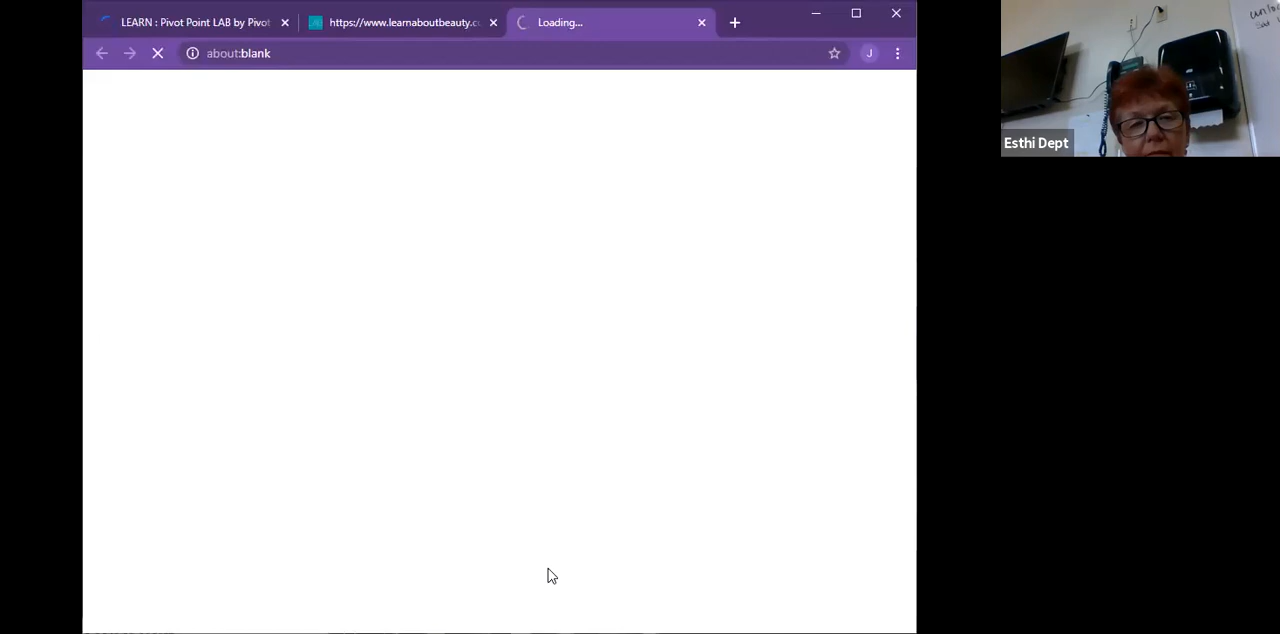 LEARN : Pivot Point LAB by Pivot
https://www.learnaboutbeauty.c
Loading...
about:blank
J
Esthi Dept